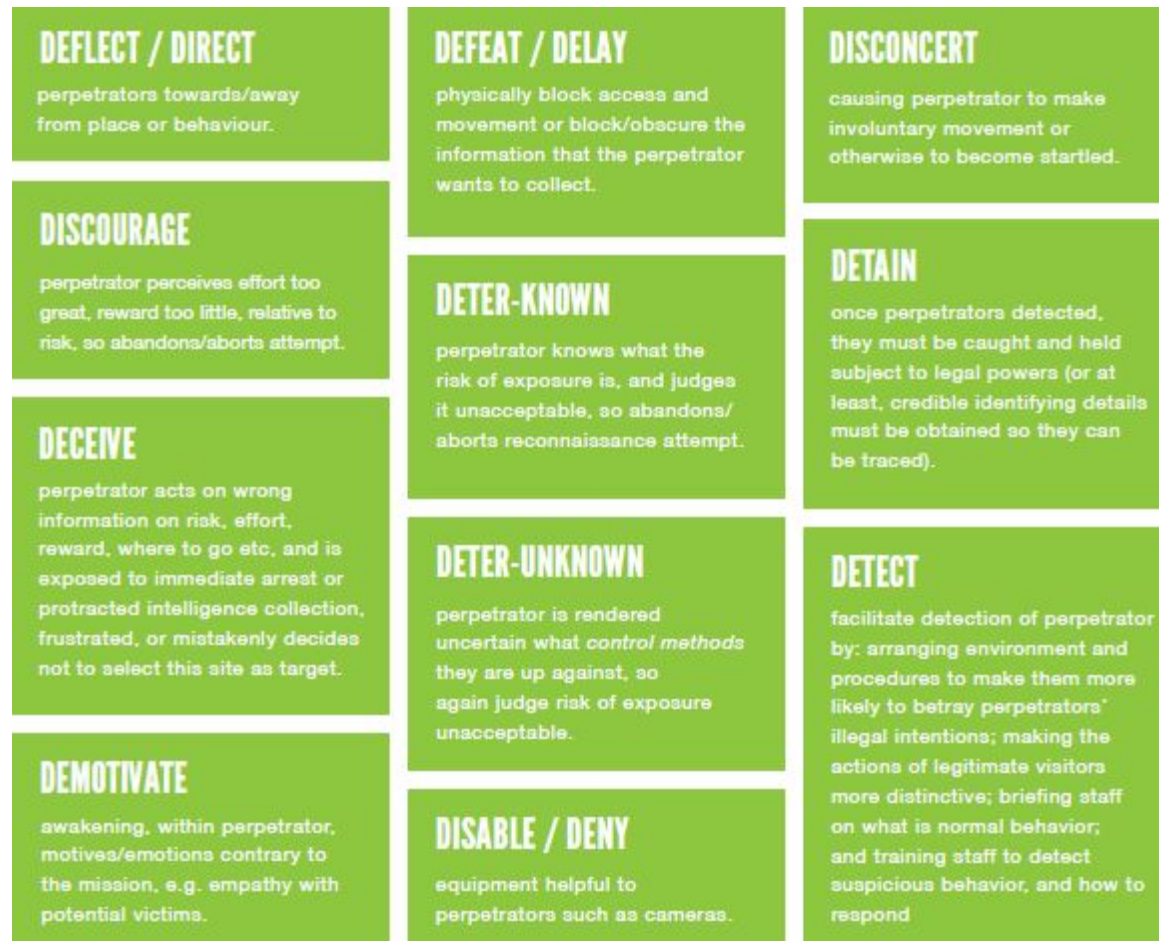 DEFLECT / DIRECT
perpetrators towards/away
from place or behaviour.
DISCOURAGE
perpetrator perceives effort too
great, reward too little, relative to
risk, so abandons/aborts attempt.
DECEIVE
perpetrator acts on wrong
information on risk, effort,
reward, where to go etc, and is
exposed to immediate arrest or
protracted intelligence collection,
frustrated, or mistakenly decides
not to select this site as target.
DEMOTIVATE
awakening, within perpetrator,
motives/emotions contrary to
the mission, e.g. empathy with
potential victims.
DEFEAT / DELAY
physically block access and
movement or block/obscure the
information that the perpetrator
wants to collect.
DETER-KNOWN
perpetrator knows what the
risk of exposure is, and judges
it unacceptable, so abandons/
aborts reconnaissance attempt.
DETER-UNKNOWN
perpetrator is rendered
uncertain what control methods
they are up against, so
again judge risk of exposure
unacceptable.
DISABLE / DENY
equipment helpful to
perpetrators such as cameras.
DISCONCERT
causing perpetrator to make
involuntary movement or
otherwise to become startled.
DETAIN
once perpetrators detected,
they must be caught and held
subject to legal powers (or at
least, credible identifying details
must be obtained so they can
be traced).
DETECT
facilitate detection of perpetrator
by: arranging environment and
procedures to make them more
likely to betray perpetrators'
illegal intentions; making the
actions of legitimate visitors
more distinctive; briefing staff
on what is normal behavior;
and training staff to detect
suspicious behavior, and how to
respond